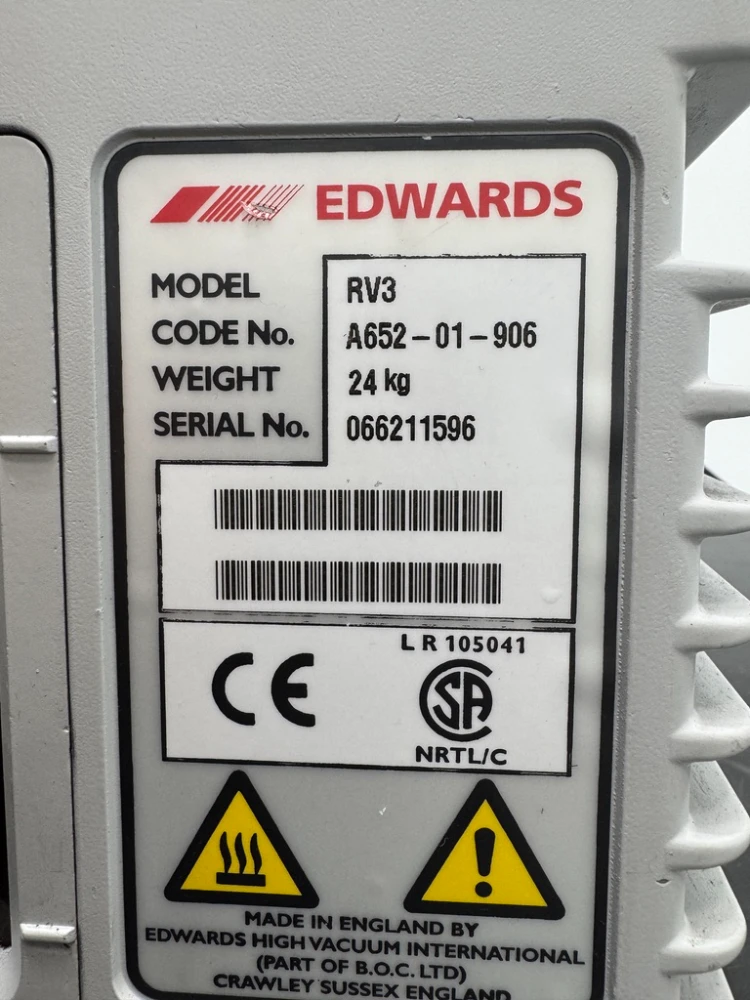 EDWARDS
MODEL RV3
CODE No. A652-01-906
WEIGHT 24 kg
SERIAL No. 066211596
LR 105041
CE
SA
NRTL/C
MADE IN ENGLAND BY
EDWARDS HIGH VACUUM INTERNATIONAL
(PART OF B.O.C. LTD)
CRAWLEY SUSSEX ENGLAND